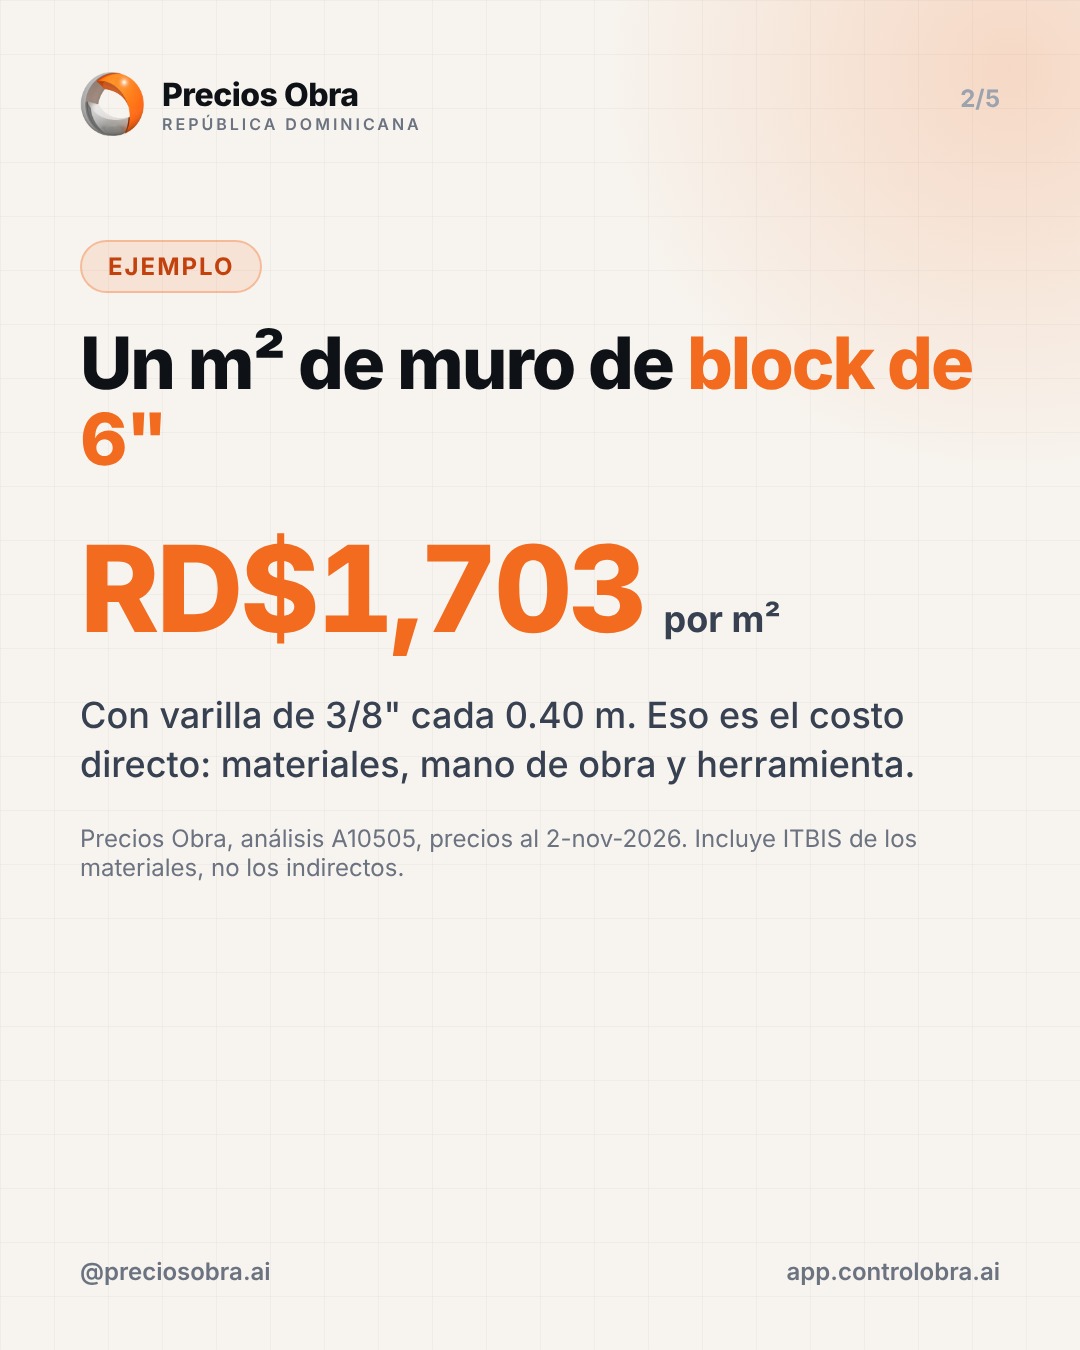 Precios Obra
REPÚBLICA DOMINICANA
2/5
EJEMPLO
Un m² de muro de block de
6"
RD$1,703 por m²
Con varilla de 3/8" cada 0.40 m. Eso es el costo
directo: materiales, mano de obra y herramienta.
Precios Obra, análisis A10505, precios al 2-nov-2026. Incluye ITBIS de los
materiales, no los indirectos.
@preciosobra.ai
app.controlobra.ai